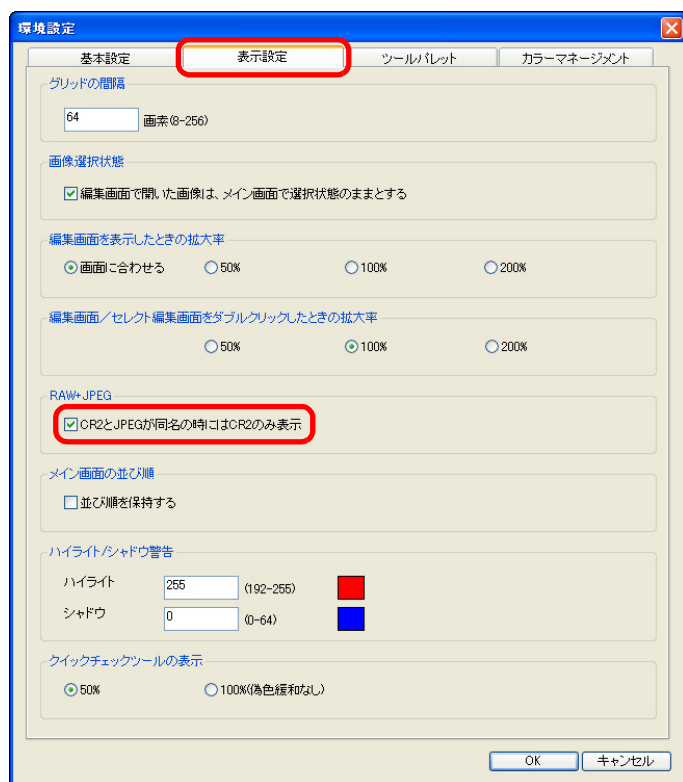 環境設定
基本設定 表示設定 ツールパレット カラーマネージメント
グリッドの間隔
64 画素(8-256)
画像選択状態
編集画面で開いた画像は、メイン画面で選択状態のままとする
編集画面を表示したときの拡大率
画面に合わせる 50% 100% 200%
編集画面/セレクト編集画面をダブルクリックしたときの拡大率
50% 100% 200%
RAW+JPEG
CR2とJPEGが同名の時にはCR2のみ表示
メイン画面の並び順
並び順を保持する
ハイライト/シャドウ警告
ハイライト 255 (192-255)
シャドウ 0 (0-64)
クイックチェックツールの表示
50% 100%(偽色緩和なし)
OK キャンセル